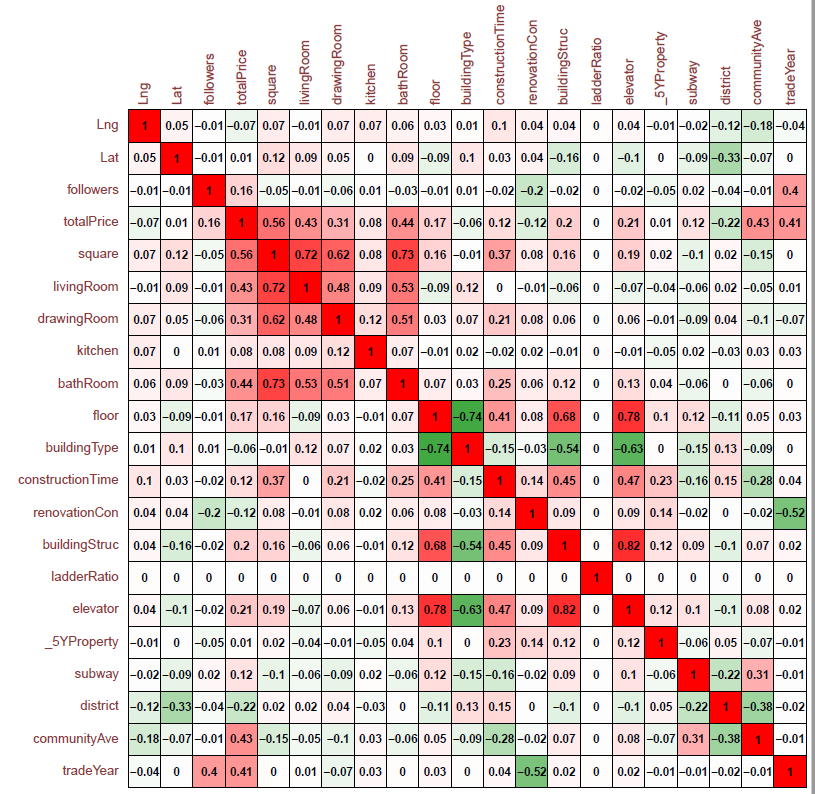 Lng Lat followers totalPrice square livingRoom drawingRoom kitchen bathRoom floor buildingType constructionTime renovationCon buildingStruc ladderRatio elevator _5YProperty subway district communityAve tradeYear
Lng 1 0.05 −0.01 −0.07 0.07 −0.01 0.07 0.07 0.06 0.03 0.01 0.1 0.04 0.04 0 0.04 −0.01 −0.02 −0.12 −0.18 −0.04
Lat 0.05 1 −0.01 0.01 0.12 0.09 0.05 0 0.09 −0.09 0.1 0.03 0.04 −0.16 0 −0.1 0 −0.09 −0.33 −0.07 0
followers −0.01 −0.01 1 0.16 −0.05 −0.01 −0.06 0.01 −0.03 −0.01 0.01 −0.02 −0.2 −0.02 0 −0.02 −0.05 0.02 −0.04 −0.01 0.4
totalPrice −0.07 0.01 0.16 1 0.56 0.43 0.31 0.08 0.44 0.17 −0.06 0.12 −0.12 0.2 0 0.21 0.01 0.12 −0.22 0.43 0.41
square 0.07 0.12 −0.05 0.56 1 0.72 0.62 0.08 0.73 0.16 −0.01 0.37 0.08 0.16 0 0.19 0.02 −0.1 0.02 −0.15 0
livingRoom −0.01 0.09 −0.01 0.43 0.72 1 0.48 0.09 0.53 −0.09 0.12 0 −0.01 −0.06 0 −0.07 −0.04 −0.06 0.02 −0.05 0.01
drawingRoom 0.07 0.05 −0.06 0.31 0.62 0.48 1 0.12 0.51 0.03 0.07 0.21 0.08 0.06 0 0.06 −0.01 −0.09 0.04 −0.1 −0.07
kitchen 0.07 0 0.01 0.08 0.08 0.09 0.12 1 0.07 −0.01 0.02 −0.02 0.02 −0.01 0 −0.01 −0.05 0.02 −0.03 0.03 0.03
bathRoom 0.06 0.09 −0.03 0.44 0.73 0.53 0.51 0.07 1 0.07 0.03 0.25 0.06 0.12 0 0.13 0.04 −0.06 0 −0.06 0
floor 0.03 −0.09 −0.01 0.17 0.16 −0.09 0.03 −0.01 0.07 1 −0.74 0.41 0.08 0.68 0 0.78 0.1 0.12 −0.11 0.05 0.03
buildingType 0.01 0.1 0.01 −0.06 −0.01 0.12 0.07 0.02 0.03 −0.74 1 −0.15 −0.03 −0.54 0 −0.63 0 −0.15 0.13 −0.09 0
constructionTime 0.1 0.03 −0.02 0.12 0.37 0 0.21 −0.02 0.25 0.41 −0.15 1 0.14 0.45 0 0.47 0.23 −0.16 0.15 −0.28 0.04
renovationCon 0.04 0.04 −0.2 −0.12 0.08 −0.01 0.08 0.02 0.06 0.08 −0.03 0.14 1 0.09 0 0.09 0.14 −0.02 0 −0.02 −0.52
buildingStruc 0.04 −0.16 −0.02 0.2 0.16 −0.06 0.06 −0.01 0.12 0.68 −0.54 0.45 0.09 1 0 0.82 0.12 0.09 −0.1 0.07 0.02
ladderRatio 0 0 0 0 0 0 0 0 0 0 0 0 0 0 1 0 0 0 0 0 0
elevator 0.04 −0.1 −0.02 0.21 0.19 −0.07 0.06 −0.01 0.13 0.78 −0.63 0.47 0.09 0.82 0 1 0.12 0.1 −0.1 0.08 0.02
_5YProperty −0.01 0 −0.05 0.01 0.02 −0.04 −0.01 −0.05 0.04 0.1 0 0.23 0.14 0.12 0 0.12 1 −0.06 0.05 −0.07 −0.01
subway −0.02 −0.09 0.02 0.12 −0.1 −0.06 −0.09 0.02 −0.06 0.12 −0.15 −0.16 −0.02 0.09 0 0.1 −0.06 1 −0.22 0.31 −0.01
district −0.12 −0.33 −0.04 −0.22 0.02 0.02 0.04 −0.03 0 −0.11 0.13 0.15 0 −0.1 0 −0.1 0.05 −0.22 1 −0.38 −0.02
communityAve −0.18 −0.07 −0.01 0.43 −0.15 −0.05 −0.1 0.03 −0.06 0.05 −0.09 −0.28 −0.02 0.07 0 0.08 −0.07 0.31 −0.38 1 −0.01
tradeYear −0.04 0 0.4 0.41 0 0.01 −0.07 0.03 0 0.03 0 0.04 −0.52 0.02 0 0.02 −0.01 −0.01 −0.02 −0.01 1